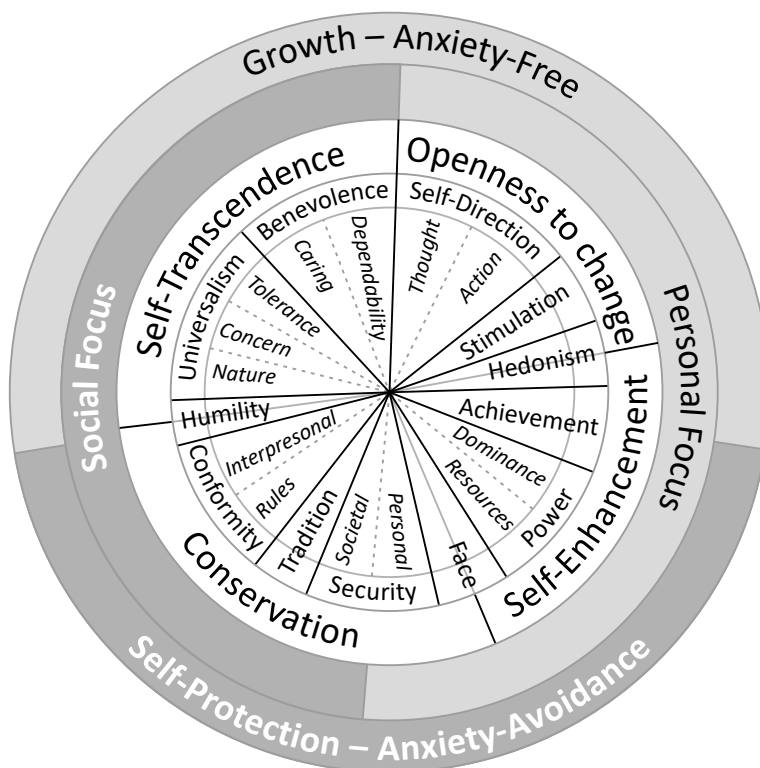 Growth – Anxiety-Free
Social Focus
Personal Focus
Self-Protection – Anxiety-Avoidance
Self-Transcendence
Openness to change
Self-Enhancement
Conservation
Benevolence
Caring
Dependability
Self-Direction
Thought
Action
Stimulation
Hedonism
Achievement
Power
Dominance
Resources
Face
Security
Personal
Societal
Tradition
Conformity
Rules
Interpresonal
Humility
Universalism
Nature
Concern
Tolerance